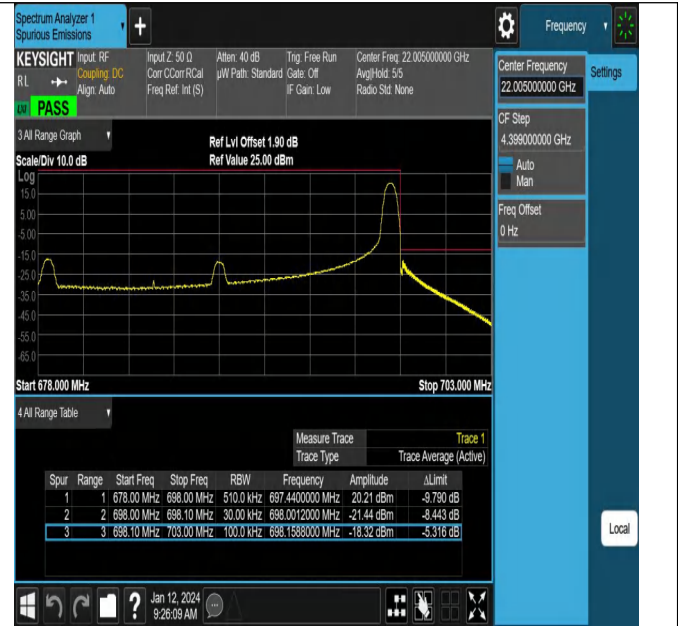 Spectrum Analyzer 1
Spurious Emissions
+
Frequency
KEYSIGHT
RL
PASS
Input: RF
Coupling: DC
Align: Auto
Input Z: 50 Ω
Corr CCorr RCal
Freq Ref: Int (S)
Atten: 40 dB
µW Path: Standard
Trig: Free Run
Gate: Off
IF Gain: Low
Center Freq: 22.005000000 GHz
Avg|Hold: 5/5
Radio Std: None
Center Frequency
22.005000000 GHz
Settings
CF Step
4.399000000 GHz
Auto
Man
Freq Offset
0 Hz
3 All Range Graph
Scale/Div 10.0 dB
Ref Lvl Offset 1.90 dB
Ref Value 25.00 dBm
Log
15.0
5.00
-5.00
-15.0
-25.0
-35.0
-45.0
-55.0
-65.0
Start 678.000 MHz Stop 703.000 MHz
4 All Range Table
Measure Trace Trace 1
Trace Type Trace Average (Active)
Spur Range Start Freq Stop Freq RBW Frequency Amplitude ΔLimit
1 1 678.00 MHz 698.00 MHz 510.0 kHz 697.4400000 MHz 20.21 dBm -9.790 dB
2 2 698.00 MHz 698.10 MHz 30.00 kHz 698.0012000 MHz -21.44 dBm -8.443 dB
3 3 698.10 MHz 703.00 MHz 100.0 kHz 698.1588000 MHz -18.32 dBm -5.316 dB
Local
?
Jan 12, 2024
9:26:09 AM